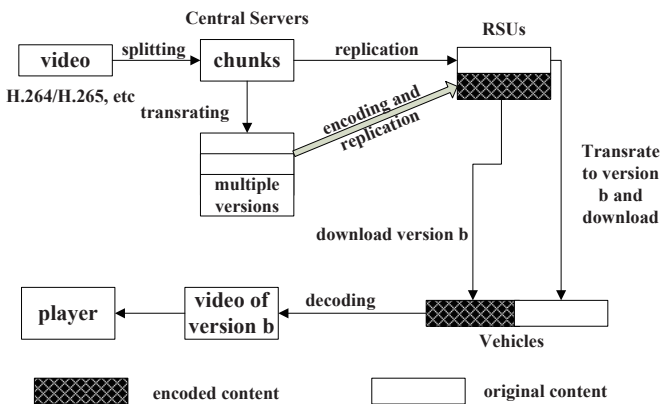 Central Servers
RSUs
video
splitting
chunks
replication
H.264/H.265, etc
transrating
encoding and
replication
multiple
versions
Transrate
to version
b and
download
download version b
player
video of
version b
decoding
Vehicles
encoded content
original content